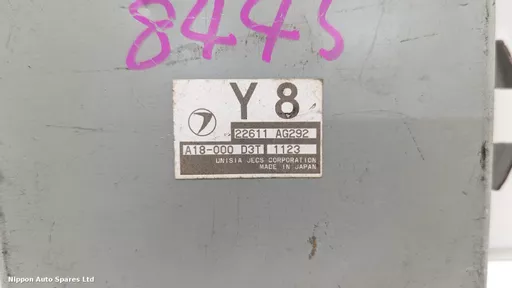 8445
Y 8
22611 AG292
A18-000 D3T 1123
UNISIA JECS CORPORATION
MADE IN JAPAN
Nippon Auto Spares Ltd